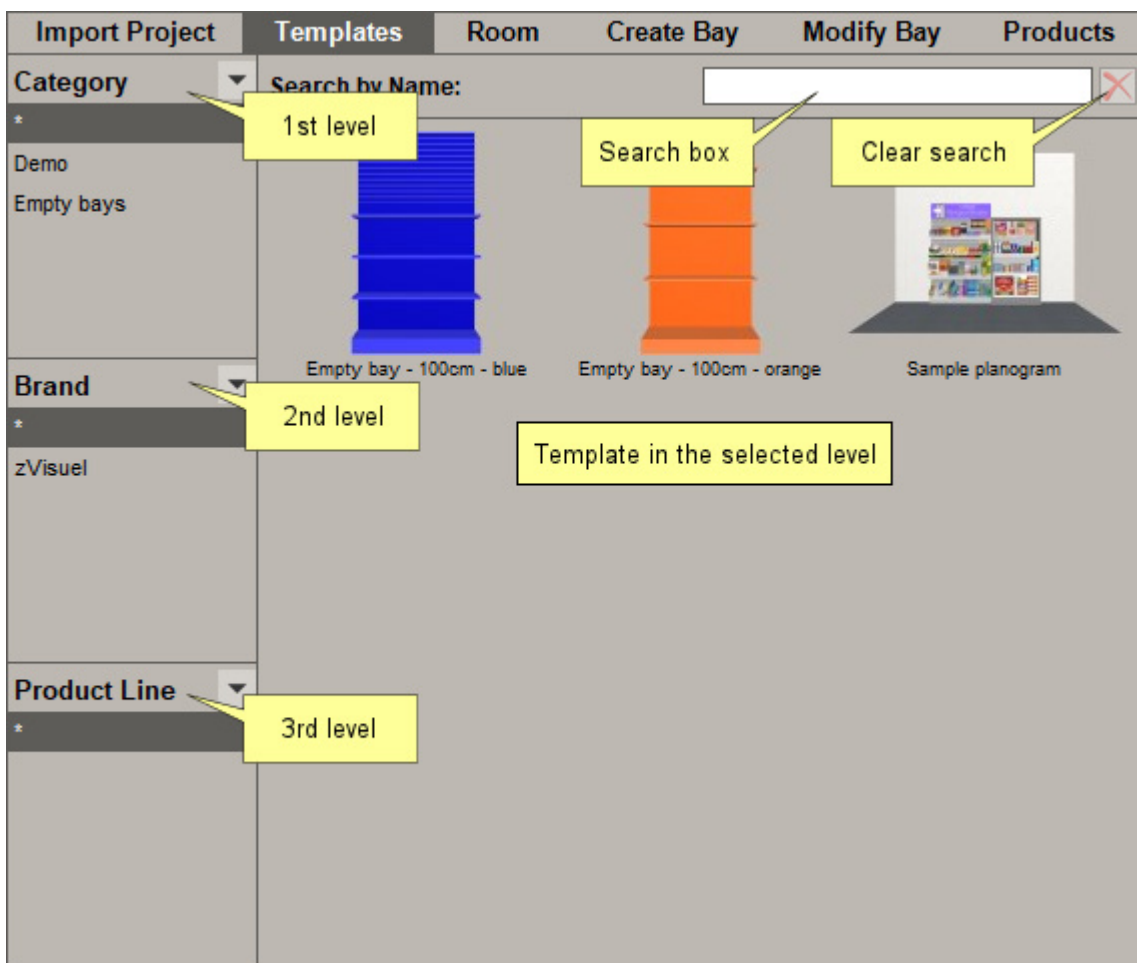 Import Project Templates Room Create Bay Modify Bay Products
Category
Search by Name:
1st level
Search box
Clear search
*
Demo
Empty bays
Empty bay - 100cm - blue
Empty bay - 100cm - orange
Sample planogram
Brand
2nd level
*
zVisuel
Template in the selected level
Product Line
3rd level
*